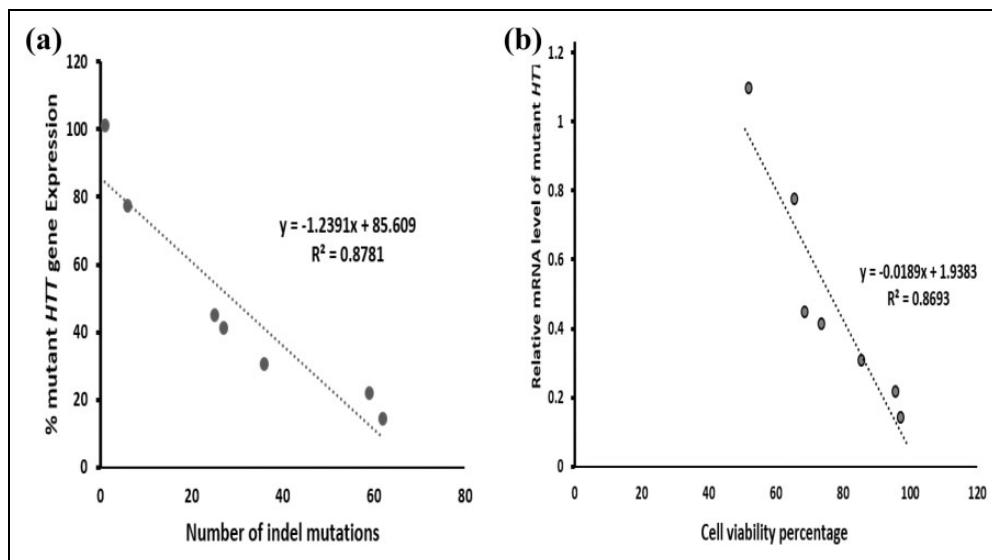 (a)
120
100
80
60
40
20
0
% mutant HTT gene Expression
y = -1.2391x + 85.609
R² = 0.8781
0 20 40 60 80
Number of indel mutations
(b)
1.2
1
0.8
0.6
0.4
0.2
0
Relative mRNA level of mutant
y = -0.0189x + 1.9383
R² = 0.8693
0 20 40 60 80 100 120
Cell viability percentage